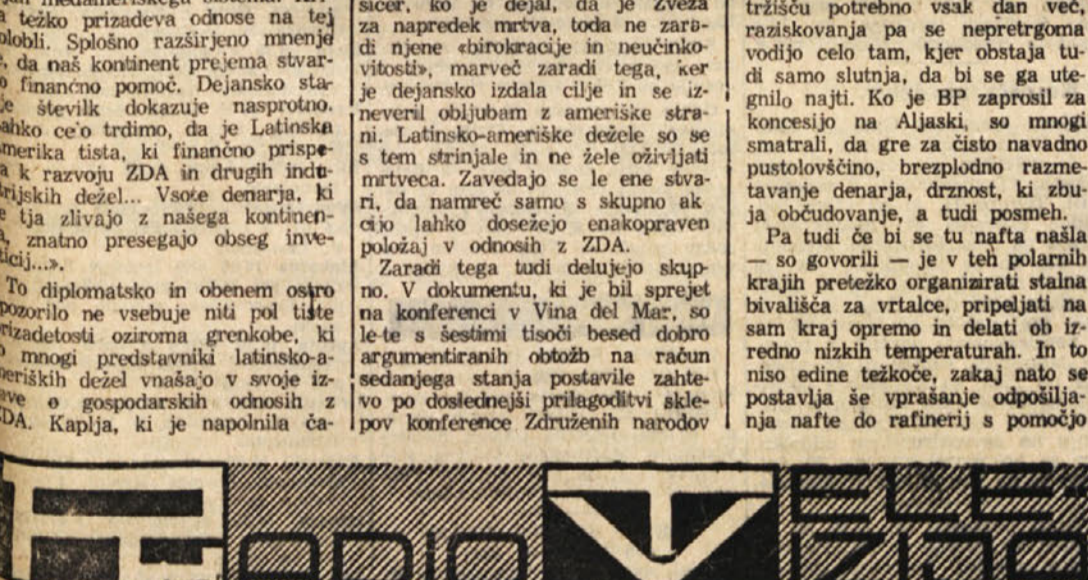 težko prizadeva odnose na tej
Splošno razširjeno mnenje
da naš kontinent prejema stvar-
finančno pomoč. Dejansko sta-
številk dokazuje nasprotno.
ce'o trdimo, da je Latinska
tista, ki finančno prispe-
k razvoju ZDA in drugih indu-
dežel... Vsote denarja, ki
tja zlivajo z našega kontinen-
znatno presegajo obseg inve-
To diplomatsko in obenem ostro
pozorilo ne vsebuje niti pol tiste
rizadetosti oziroma grenkobe, ki
mnogi predstavniki latinsko-a-
neriških dežel vnašajo v svoje iz-
o gospodarskih odnosih z
DA. Kaplja, ki je napolnila ča-
sicer, ko je dejal, da je Zveza
za napredek mrtva, toda ne zara-
di njene «birokracije in neučinko-
vitosti», marveč zaradi tega, ker
je dejansko izdala cilje in se iz-
neveril obljubam z ameriške stra-
ni. Latinsko-ameriške dežele so se
s tem strinjale in ne žele oživljati
mrtveca. Zavedajo se le ene stva-
ri, da namreč samo s skupno ak
cijo lahko dosežejo enakopraven
položaj v odnosih z ZDA.
Zaradi tega tudi delujejo skup-
no. V dokumentu, ki je bil sprejet
na konferenci v Vina del Mar, so
le-te s šestimi tisoči besed dobro
argumentiranih obtožb na račun
sedanjega stanja postavile zahte-
vo po doslednejši prilagoditvi skle-
pov konference Združenih narodov
tržišču potrebno vsak dan več,
raziskovanja pa se nepretrgoma
vodijo celo tam, kjer obstaja tu-
di samo slutnja, da bi se ga ute-
gnilo najti. Ko je BP zaprosil za
koncesijo na Aljaski, so mnogi
smatrali, da gre za čisto navadno
pustolovščino, brezplodno razme-
tavanje denarja, drznost, ki zbu-
ja občudovanje, a tudi posmeh.
Pa tudi če bi se tu nafta našla
— so govorili — je v teh polarnih
krajih pretežko organizirati stalna
bivališča za vrtalce, pripeljati na
sam kraj opremo in delati ob iz-
redno nizkih temperaturah. In to
niso edine težkoče, zakaj nato se
postavlja še vprašanje odpošilja-
nja nafte do rafinerij s pomočjo
RADIO
TELE-
VIZIJA